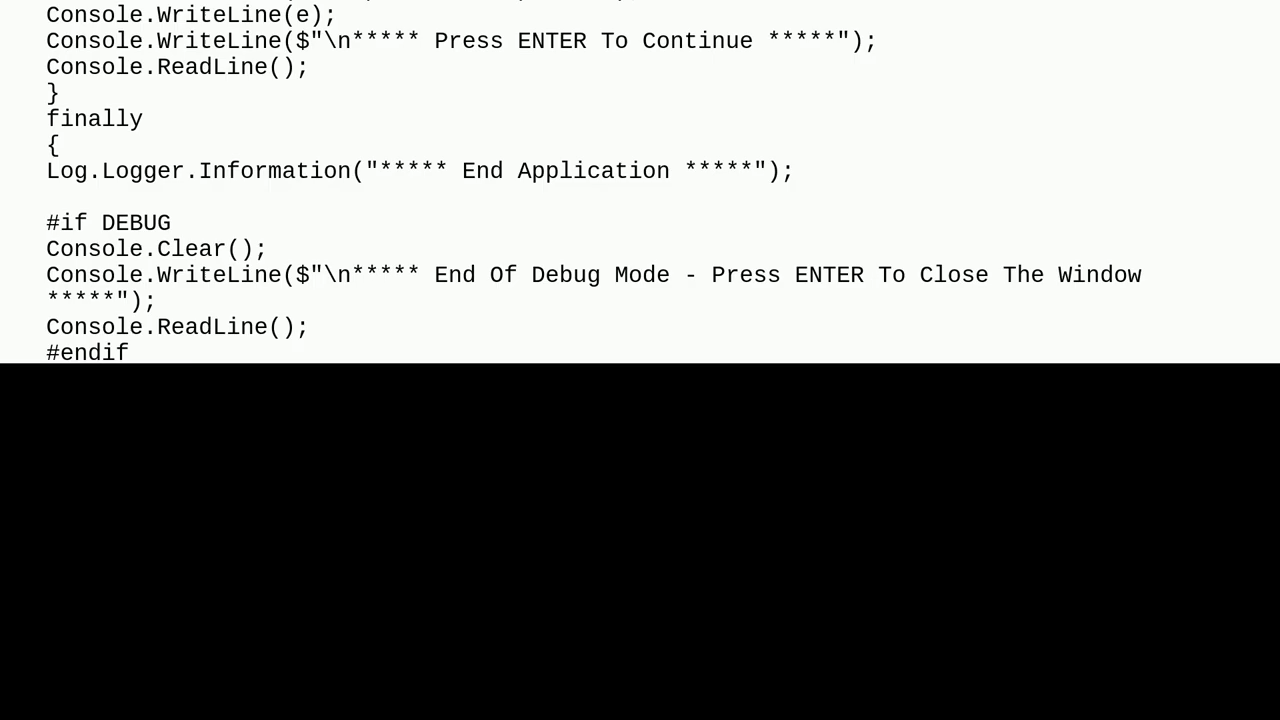 Console.WriteLine(e);
Console.WriteLine($"\n***** Press ENTER To Continue *****");
Console.ReadLine();
}
finally
{
Log.Logger.Information("***** End Application *****");
#if DEBUG
Console.Clear();
Console.WriteLine($"\n***** End Of Debug Mode - Press ENTER To Close The Window
*****");
Console.ReadLine();
#endif